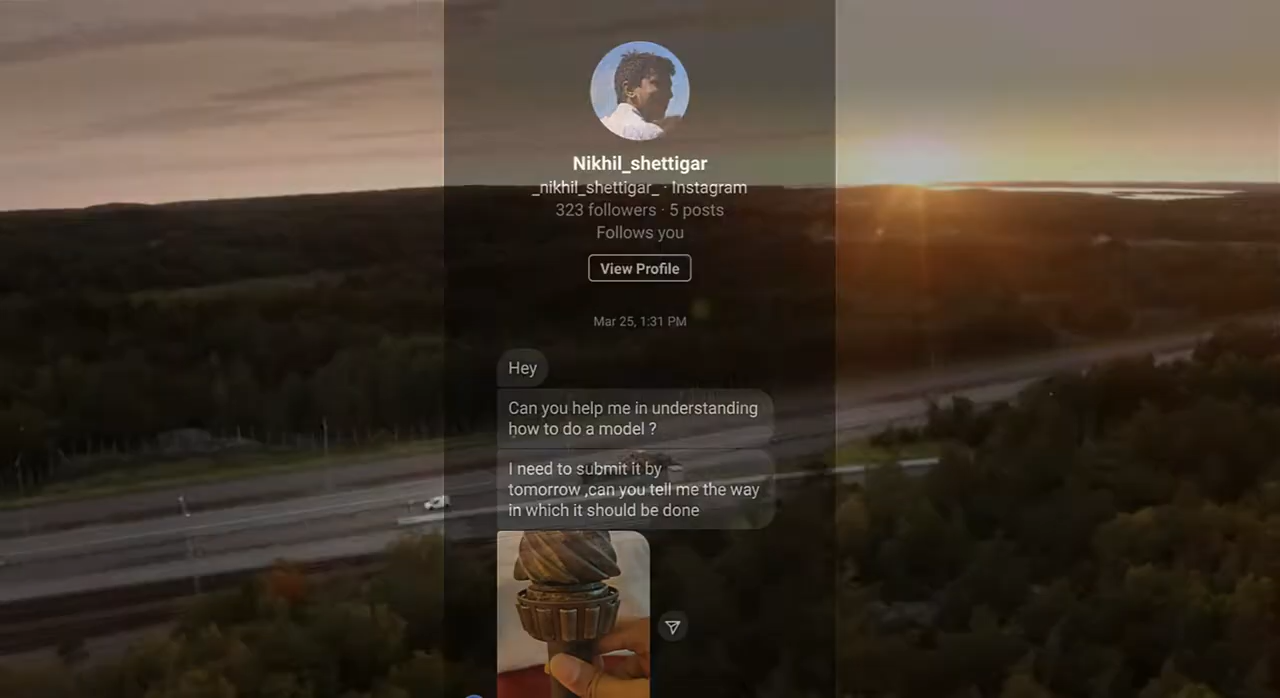 Nikhil_shettigar
_nikhil_shettigar_ · Instagram
323 followers · 5 posts
Follows you
View Profile
Mar 25, 1:31 PM
Hey
Can you help me in understanding
how to do a model ?
I need to submit it by
tomorrow ,can you tell me the way
in which it should be done